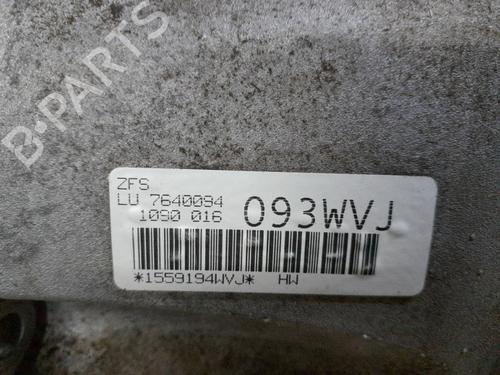 B-PARTS
ZFS
LU 7640094
1090 016
093WVJ
*1559194WVJ* HW